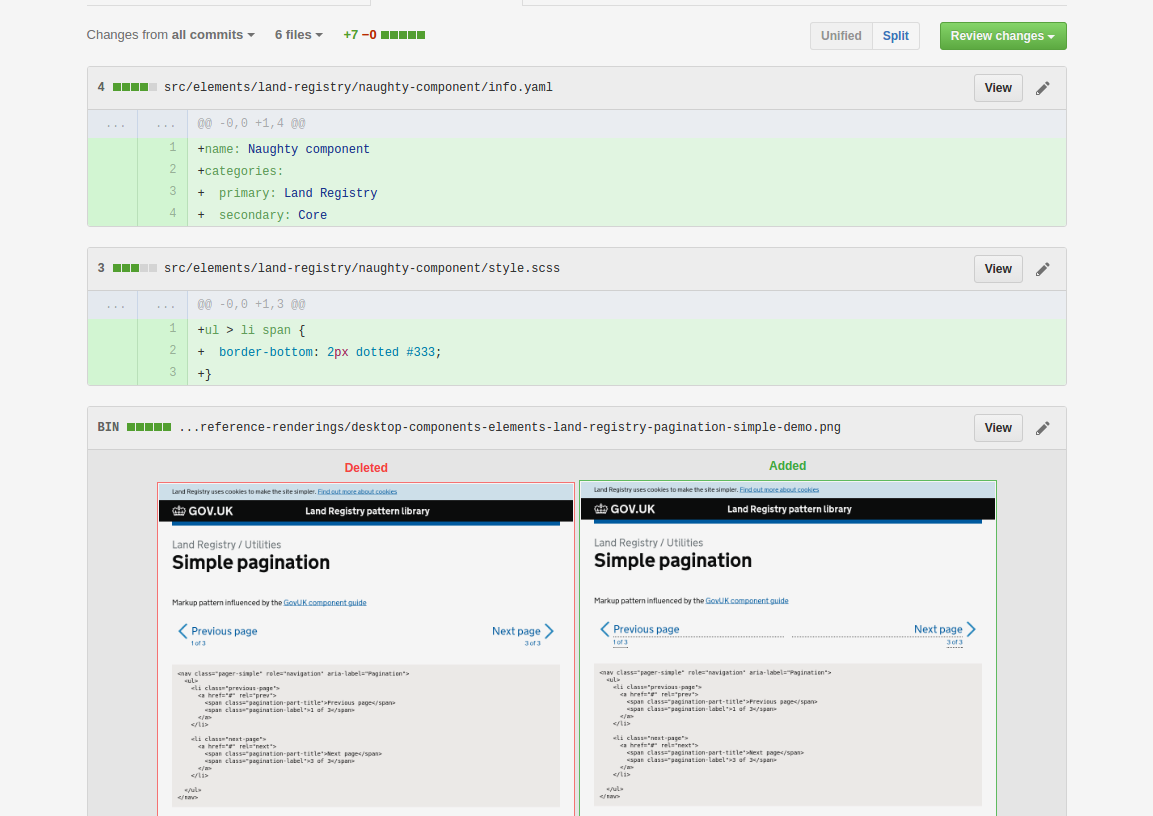 Changes from all commits 6 files +7 −0 Unified Split Review changes
4 src/elements/land-registry/naughty-component/info.yaml View
... ... @@ -0,0 +1,4 @@
1 +name: Naughty component
2 +categories:
3 +  primary: Land Registry
4 +  secondary: Core
3 src/elements/land-registry/naughty-component/style.scss View
... ... @@ -0,0 +1,3 @@
1 +ul > li span {
2 +  border-bottom: 2px dotted #333;
3 +}
BIN ...reference-renderings/desktop-components-elements-land-registry-pagination-simple-demo.png View
Deleted
Land Registry uses cookies to make the site simpler. Find out more about cookies
GOV.UK Land Registry pattern library
Land Registry / Utilities
Simple pagination
Markup pattern influenced by the GovUK component guide
Previous page Next page
1 of 3 3 of 3
<nav class="pager-simple" role="navigation" aria-label="Pagination">
  <ul>
    <li class="previous-page">
      <a href="#" rel="prev">
        <span class="pagination-part-title">Previous page</span>
        <span class="pagination-label">1 of 3</span>
      </a>
    </li>
    <li class="next-page">
      <a href="#" rel="next">
        <span class="pagination-part-title">Next page</span>
        <span class="pagination-label">3 of 3</span>
      </a>
    </li>
  </ul>
</nav>
Added
Land Registry uses cookies to make the site simpler. Find out more about cookies
GOV.UK Land Registry pattern library
Land Registry / Utilities
Simple pagination
Markup pattern influenced by the GovUK component guide
Previous page Next page
1 of 3 3 of 3
<nav class="pager-simple" role="navigation" aria-label="Pagination">
  <ul>
    <li class="previous-page">
      <a href="#" rel="prev">
        <span class="pagination-part-title">Previous page</span>
        <span class="pagination-label">1 of 3</span>
      </a>
    </li>
    <li class="next-page">
      <a href="#" rel="next">
        <span class="pagination-part-title">Next page</span>
        <span class="pagination-label">3 of 3</span>
      </a>
    </li>
  </ul>
</nav>